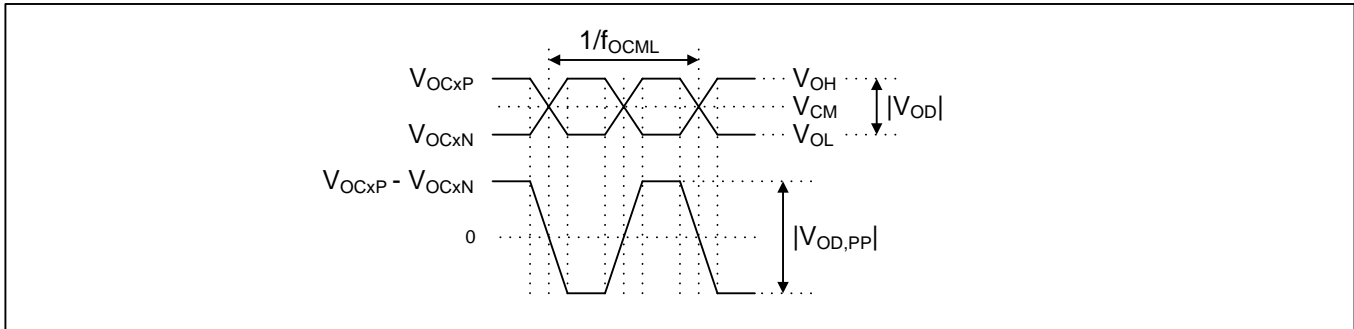 1/fOCML
VOCxP
VOH
VCM
|VOD|
VOCxN
VOL
VOCxP - VOCxN
0
|VOD,PP|